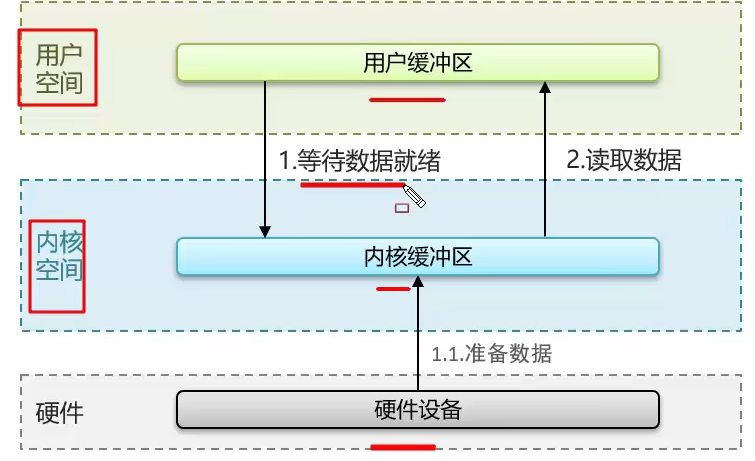 用户
空间
用户缓冲区
1.等待数据就绪
2.读取数据
内核
空间
内核缓冲区
1.1.准备数据
硬件
硬件设备